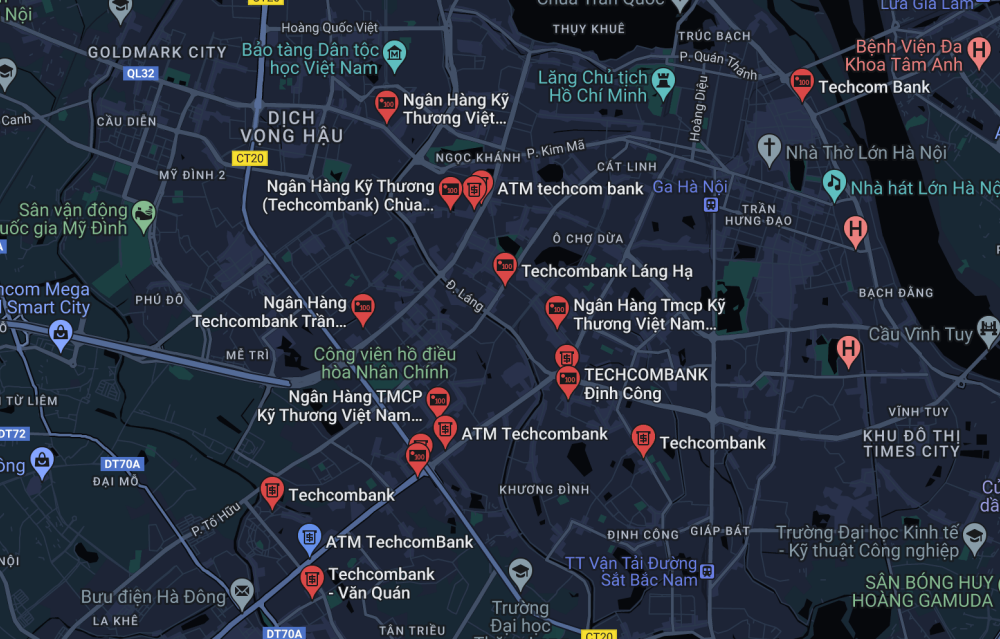 Nội
CT20
Hoàng Quốc Việt
THỤY KHUÊ
Lừa Gia Lâm
TRÚC BẠCH
GOLDMARK CITY
Bảo tàng Dân tộc
học Việt Nam
P. Quán Thánh
Bệnh Viện Đa
Khoa Tâm Anh
QL32
Lăng Chủ tịch
Hồ Chí Minh
Hoàng Diệu
Techcom Bank
Canh
CẦU DIỄN
DỊCH
VỌNG HẬU
Ngân Hàng Kỹ
Thương Việt...
CT20
NGỌC KHÁNH
P. Kim Mã
CÁT LINH
Nhà Thờ Lớn Hà Nội
MỸ ĐÌNH 2
Ngân Hàng Kỹ Thương
(Techcombank) Chùa...
ATM techcom bank
Ga Hà Nội
Nhà hát Lớn Hà Nộ
Sân vận động
uốc gia Mỹ Đình
TRẦN
HƯNG ĐẠO
Ô CHỢ DỪA
Techcombank Láng Hạ
ncom Mega
l Smart City
PHÚ ĐÔ
Ngân Hàng
Techcombank Trần...
Đ. Láng
Ngân Hàng Tmcp Kỹ
Thương Việt Nam...
BẠCH ĐẰNG
Cầu Vĩnh Tuy
MỄ TRÌ
Công viên hồ điều
hòa Nhân Chính
TECHCOMBANK
Định Công
Ngân Hàng TMCP
Kỹ Thương Việt Nam...
I TỪ LIÊM
VĨNH TUY
DT72
ATM Techcombank
Techcombank
KHU ĐÔ THỊ
TIMES CITY
ông
DT70A
ĐẠI MỖ
Techcombank
KHƯƠNG ĐÌNH
P. Tố Hữu
ATM TechcomBank
ĐỊNH CÔNG
GIÁP BÁT
Trường Đại học Kinh tế
- Kỹ thuật Công nghiệp
NỘI
TT Vận Tải Đường
Sắt Bắc Nam
Techcombank
- Văn Quán
SÂN BÓNG HUY
HOÀNG GAMUDA
Bưu điện Hà Đông
LA KHÊ
Trường
Đại học
TÂN TRIỀU
DT70A
CT20